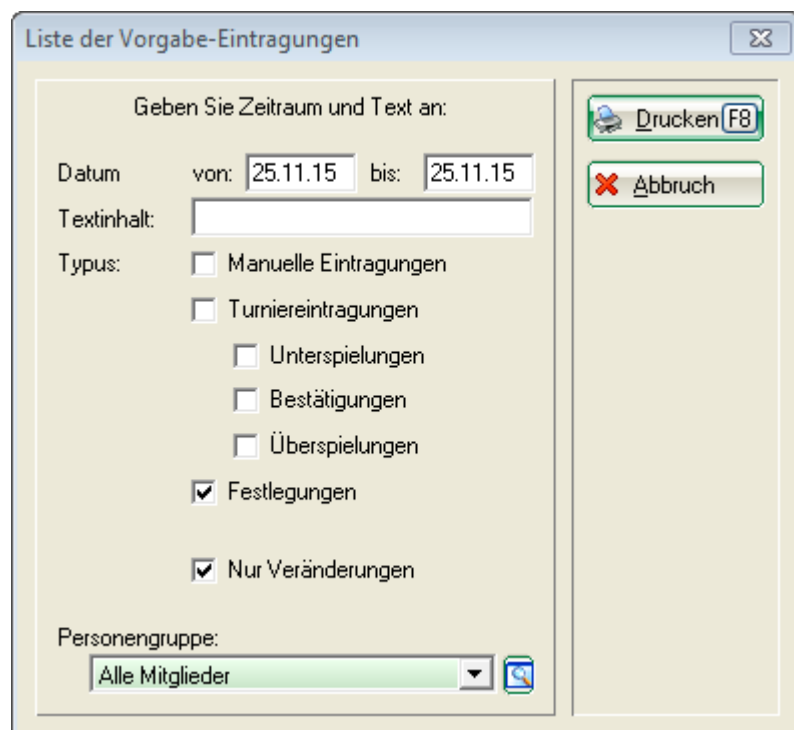 Liste der Vorgabe-Eintragungen
Geben Sie Zeitraum und Text an:
Datum von: 25.11.15 bis: 25.11.15
Textinhalt:
Typus: Manuelle Eintragungen
Turniereintragungen
Unterspielungen
Bestätigungen
Überspielungen
Festlegungen
Nur Veränderungen
Personengruppe:
Alle Mitglieder
Drucken F8
Abbruch